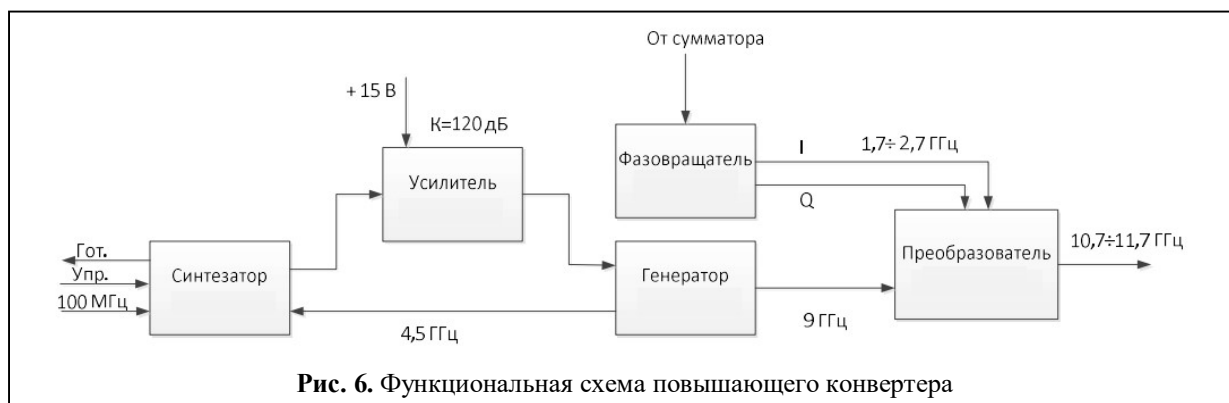 От сумматора
+ 15 В
К=120 дБ
Фазовращатель
I
1,7÷ 2,7 ГГц
Усилитель
Q
Гот.
Упр.
100 МГц
Синтезатор
Генератор
Преобразователь
10,7÷11,7 ГГц
4,5 ГГц
9 ГГц
Рис. 6. Функциональная схема повышающего конвертера